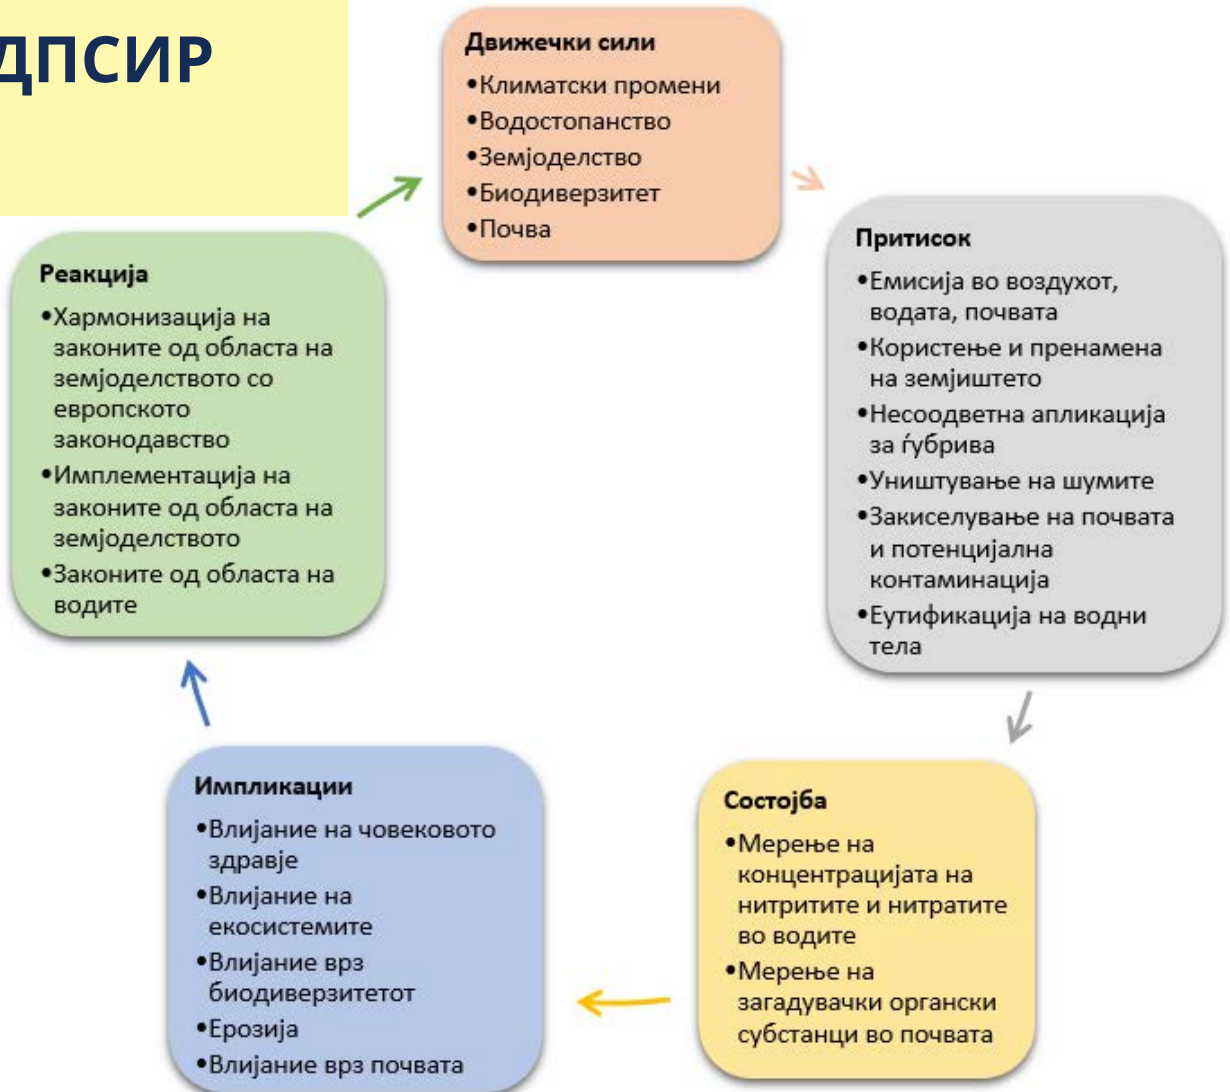 ДПСИР
Движечки сили
•Климатски промени
•Водостопанство
•Земјоделство
•Биодиверзитет
•Почва
Притисок
•Емисија во воздухот,
водата, почвата
•Користење и пренамена
на земјиштето
•Несоодветна апликација
за ѓубрива
•Уништување на шумите
•Закиселување на почвата
и потенцијална
контаминација
•Еутификација на водни
тела
Состојба
•Мерење на
концентрацијата на
нитритите и нитратите
во водите
•Мерење на
загадувачки органски
субстанци во почвата
Импликации
•Влијание на човековото
здравје
•Влијание на
екосистемите
•Влијание врз
биодиверзитетот
•Ерозија
•Влијание врз почвата
Реакција
•Хармонизација на
законите од областа на
земјоделството со
европското
законодавство
•Имплементација на
законите од областа на
земјоделството
•Законите од областа на
водите